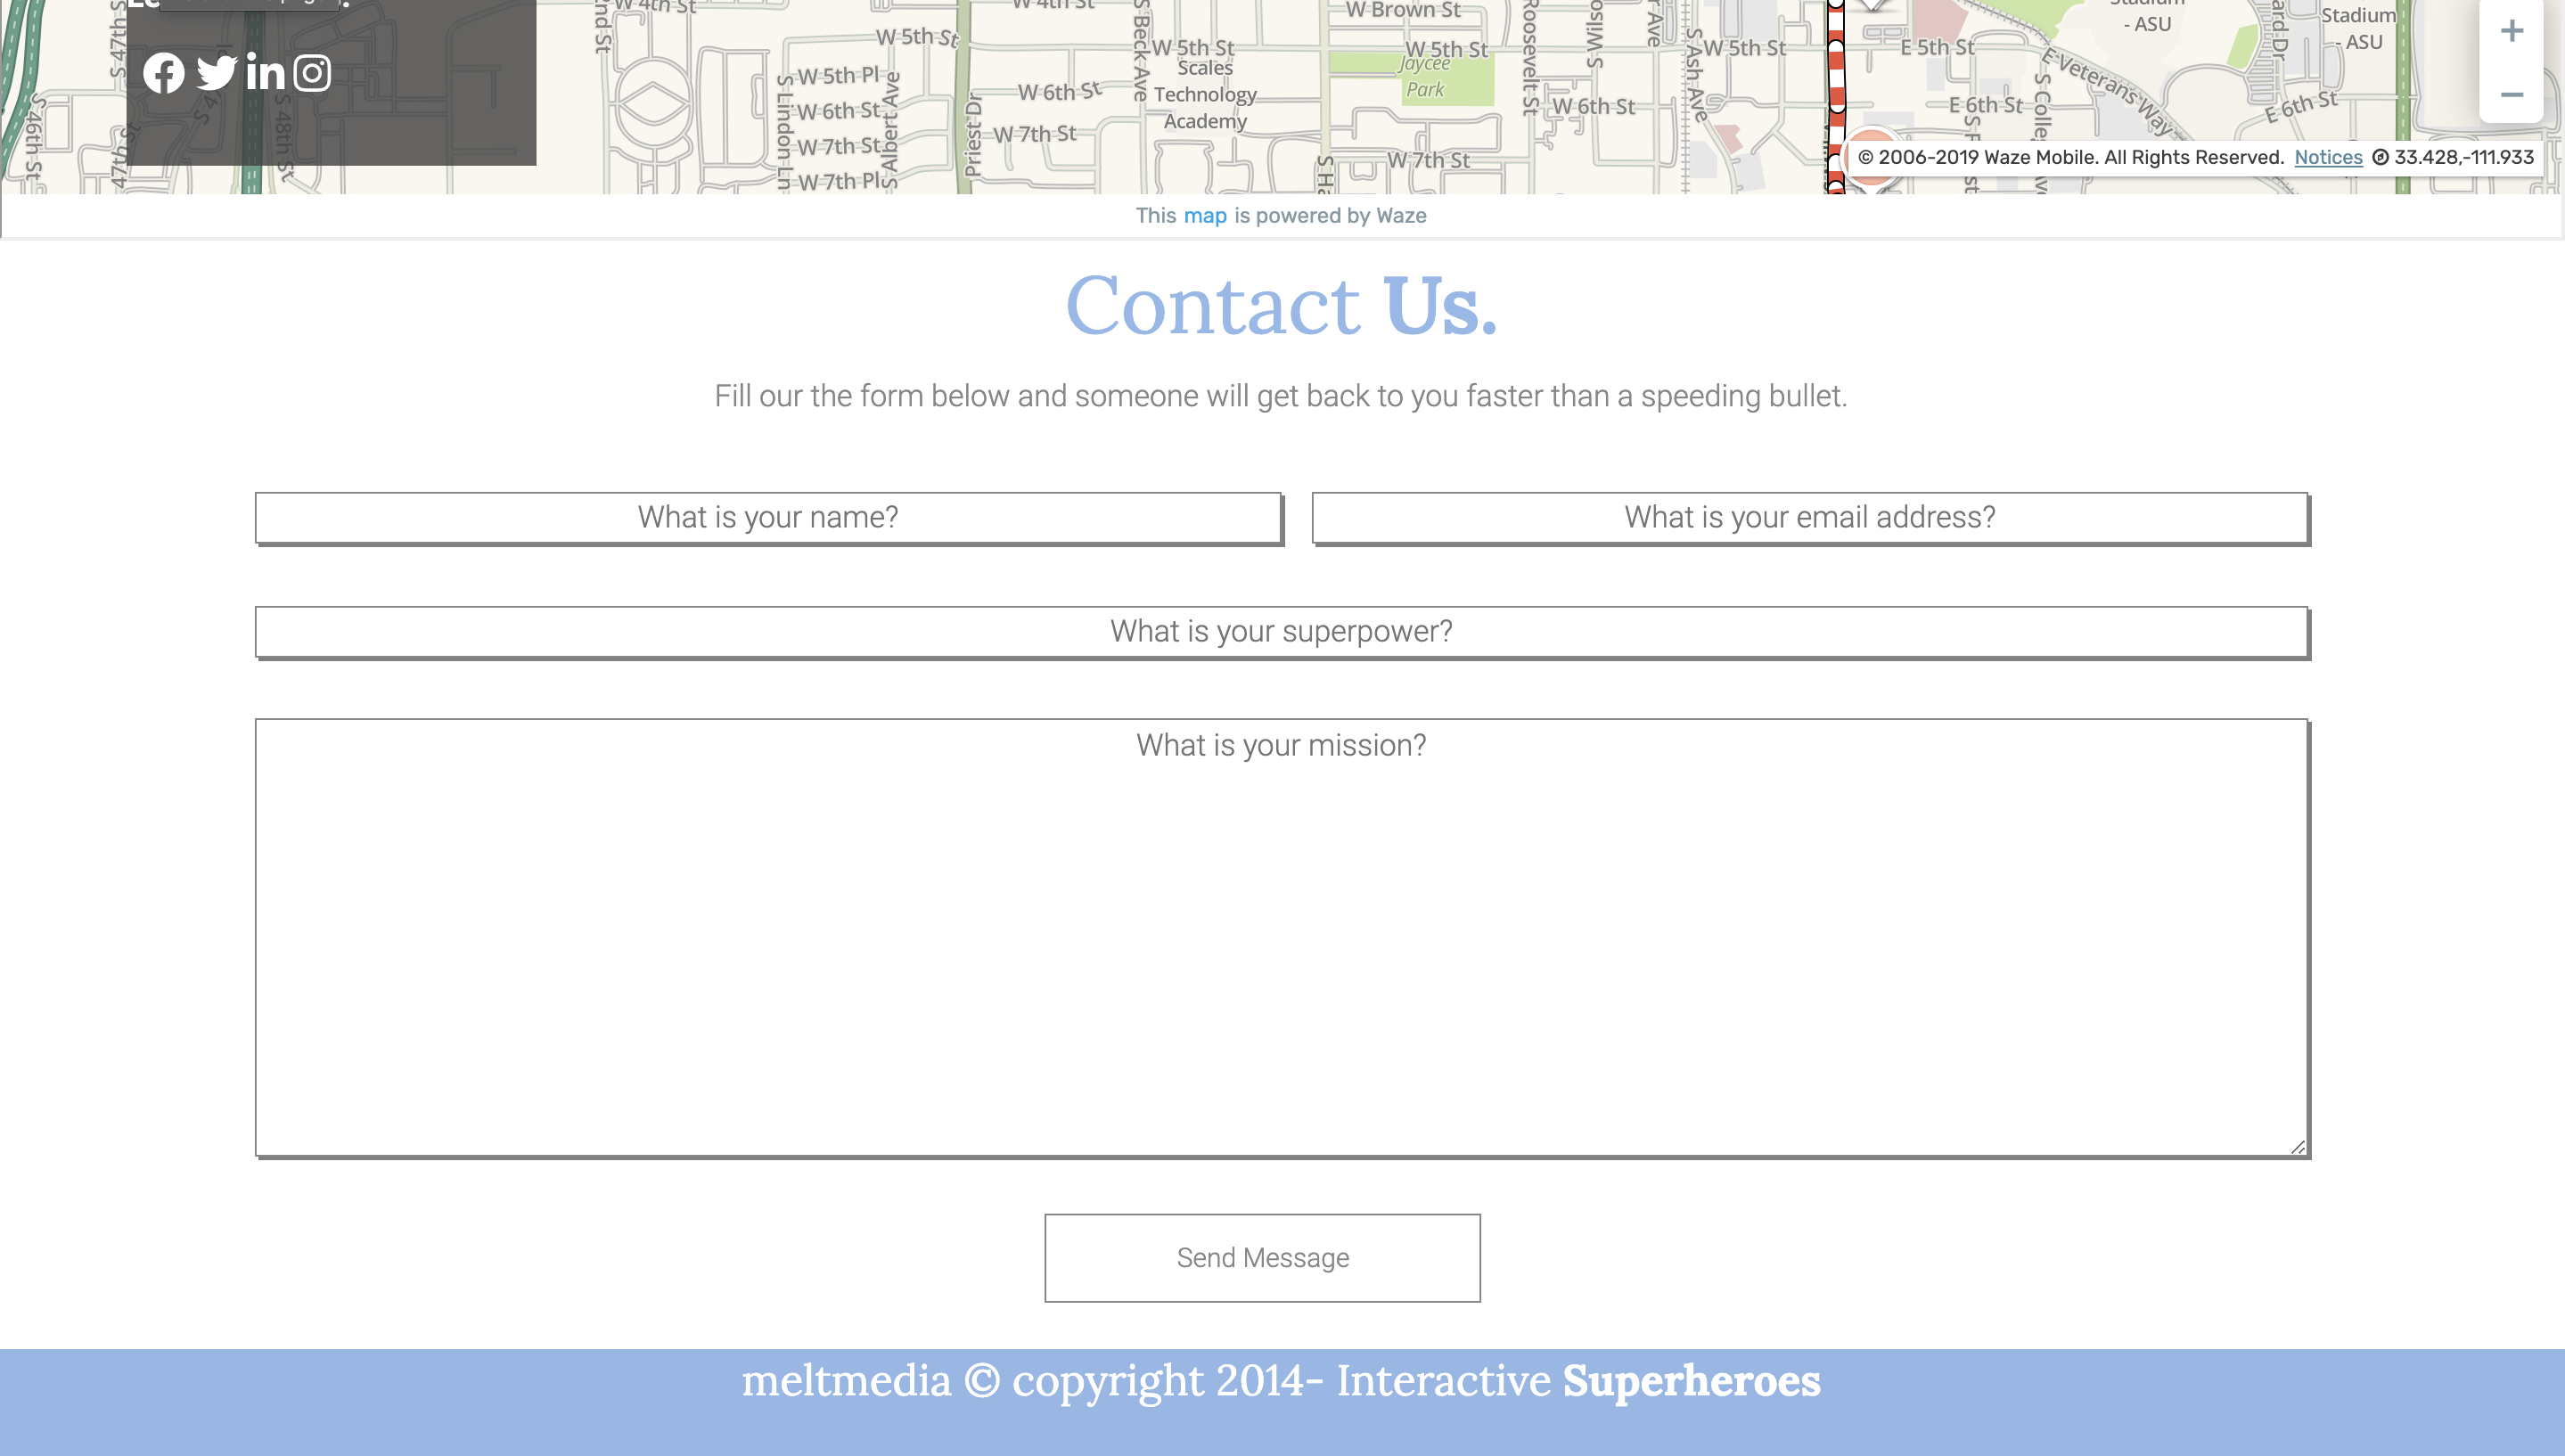 W 4th St
W 4th St
W Brown St
- ASU
Stadium
- ASU
S 47th S
W 5th St
S Beck Ave
W 5th St
W 5th St
Roosevelt St
W 5th St
E 5th St
E Veterans Way
Scales
Technology
Academy
Jaycee
Park
S Ash Ave
W 5th Pl
W 6th St
W 7th St
W 7th Pl
S Albert Ave
Priest Dr
W 6th St
W 7th St
W 6th St
W 7th St
E 6th St
E 6th St
S 46th St
S 48th St
© 2006-2019 Waze Mobile. All Rights Reserved. Notices 33.428,-111.933
This map is powered by Waze
Contact Us.
Fill our the form below and someone will get back to you faster than a speeding bullet.
What is your name?
What is your email address?
What is your superpower?
What is your mission?
Send Message
meltmedia © copyright 2014- Interactive Superheroes